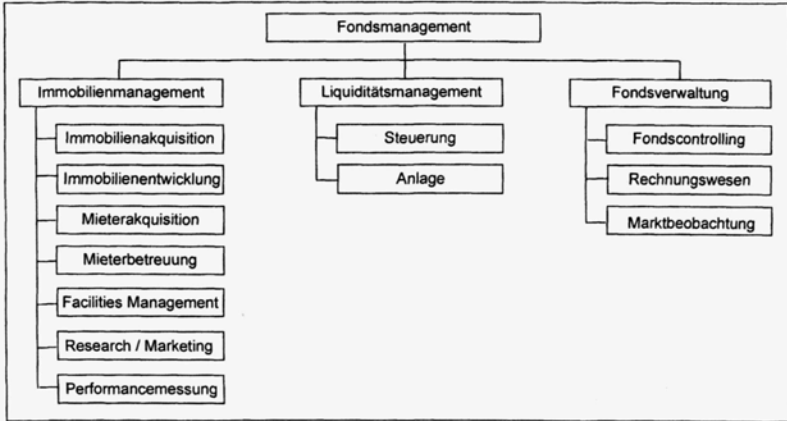 Fondsmanagement
Immobilienmanagement
Immobilienakquisition
Immobilienentwicklung
Mieterakquisition
Mieterbetreuung
Facilities Management
Research / Marketing
Performancemessung
Liquiditätsmanagement
Steuerung
Anlage
Fondsverwaltung
Fondscontrolling
Rechnungswesen
Marktbeobachtung